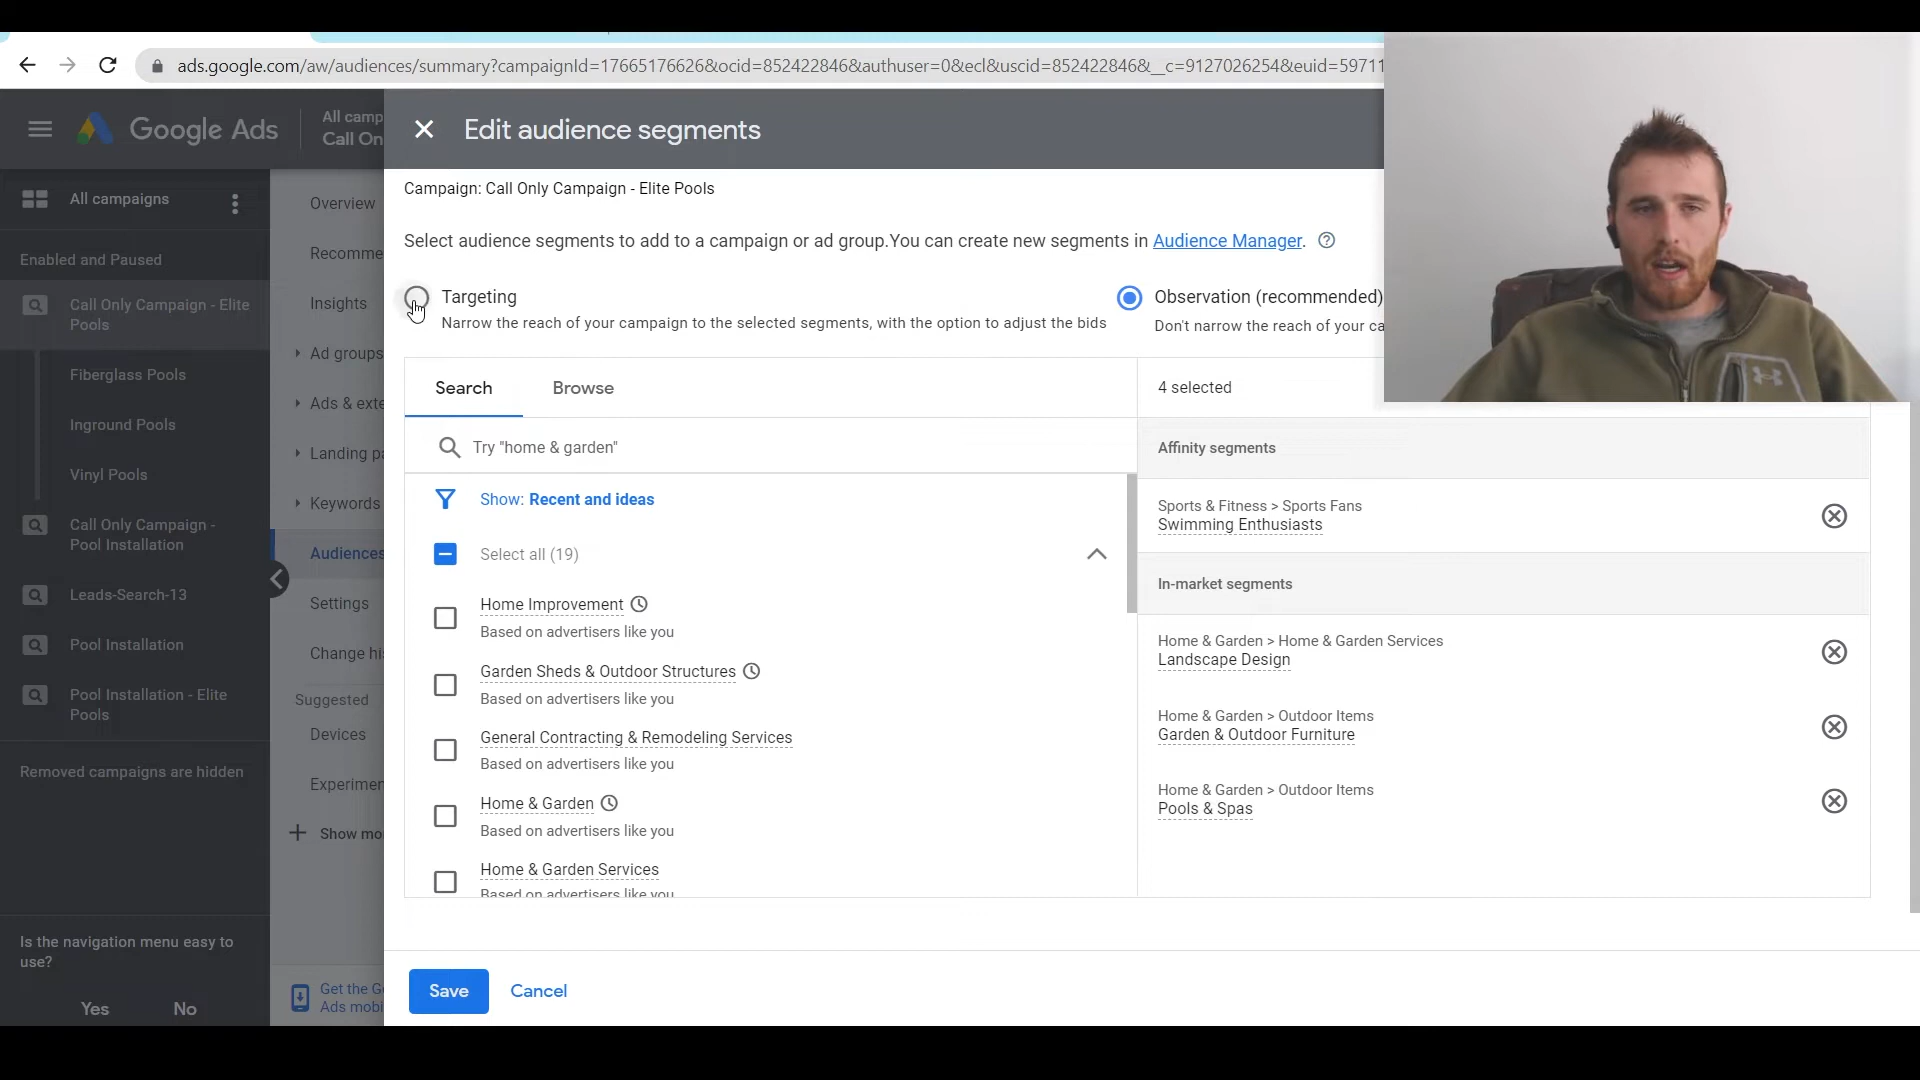 ads.google.com/aw/audiences/summary?campaignId=17665176626&ocid=852422846&authuser=0&ecl&uscid=852422846&__c=9127026254&euid=59711
Google Ads
All camp
Call On
Edit audience segments
All campaigns
Enabled and Paused
Call Only Campaign - Elite
Pools
Fiberglass Pools
Inground Pools
Vinyl Pools
Call Only Campaign -
Pool Installation
Leads-Search-13
Pool Installation
Pool Installation - Elite
Pools
Removed campaigns are hidden
Is the navigation menu easy to
use?
Yes
No
Overview
Recomme
Insights
Ad groups
Ads & exte
Landing pa
Keywords
Audiences
Settings
Change his
Suggested
Devices
Experimen
Show mo
Get the Go
Ads mobi
Campaign: Call Only Campaign - Elite Pools
Select audience segments to add to a campaign or ad group.You can create new segments in Audience Manager.
Targeting
Narrow the reach of your campaign to the selected segments, with the option to adjust the bids
Observation (recommended)
Don't narrow the reach of your ca
Search
Browse
Try "home & garden"
Show: Recent and ideas
Select all (19)
Home Improvement
Based on advertisers like you
Garden Sheds & Outdoor Structures
Based on advertisers like you
General Contracting & Remodeling Services
Based on advertisers like you
Home & Garden
Based on advertisers like you
Home & Garden Services
Based on advertisers like you
4 selected
Affinity segments
Sports & Fitness > Sports Fans
Swimming Enthusiasts
In-market segments
Home & Garden > Home & Garden Services
Landscape Design
Home & Garden > Outdoor Items
Garden & Outdoor Furniture
Home & Garden > Outdoor Items
Pools & Spas
Save
Cancel